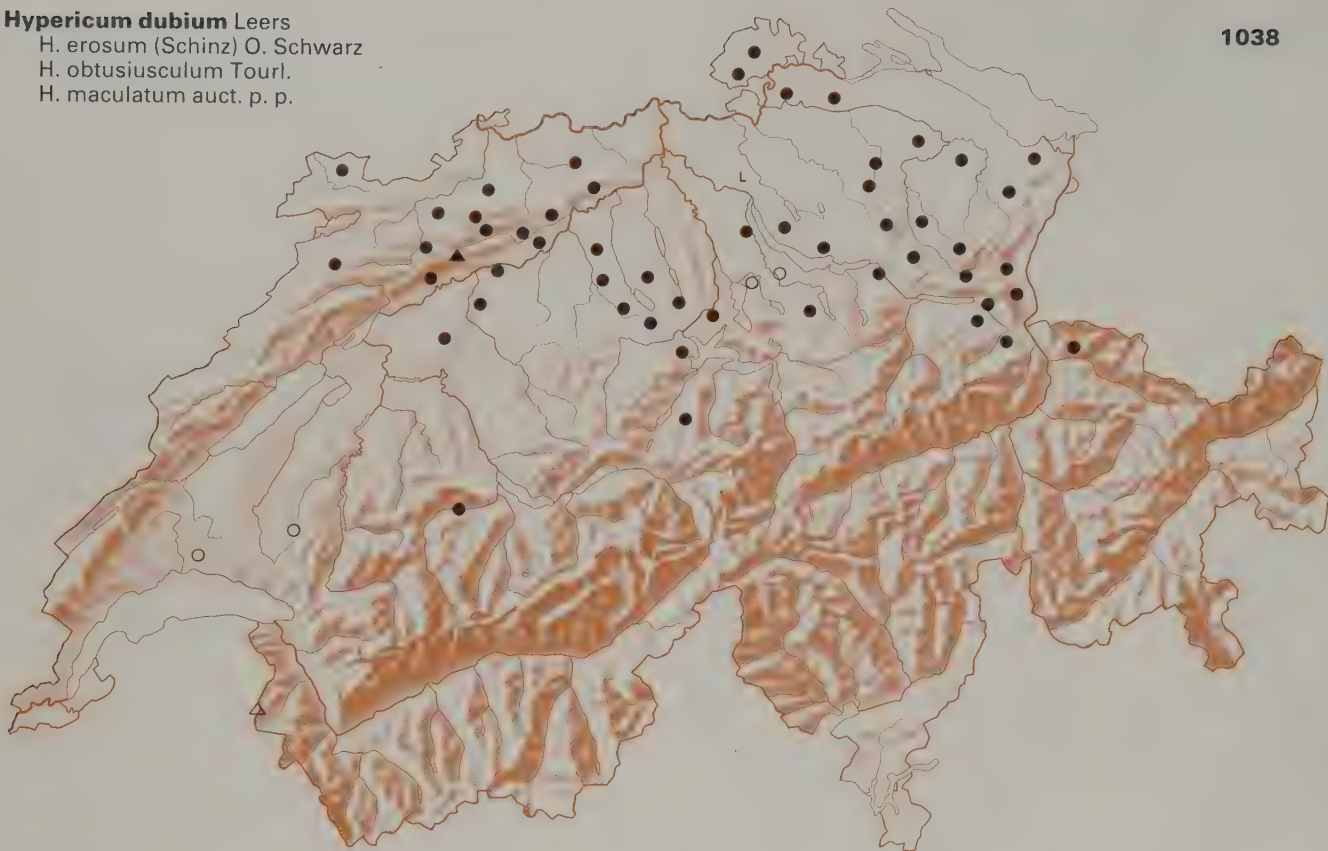 Hypericum dubium Leers
H. erosum (Schinz) O. Schwarz
H. obtusiusculum Tourl.
H. maculatum auct. p. p.
1038
L